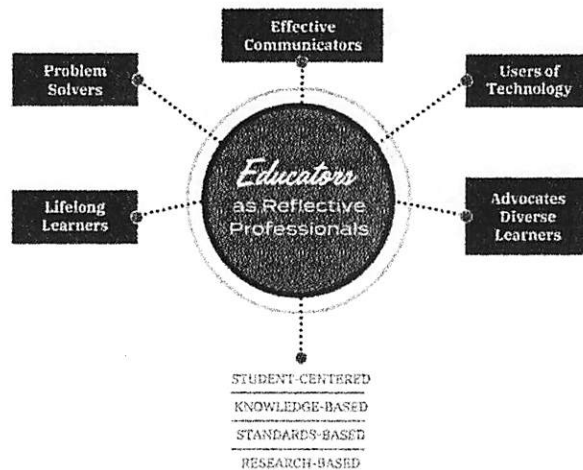 Effective
Communicators
Problem
Solvers
Users of
Technology
Educators
as Reflective
Professionals
Lifelong
Learners
Advocates
Diverse
Learners
STUDENT-CENTERED
KNOWLEDGE-BASED
STANDARDS-BASED
RESEARCH-BASED